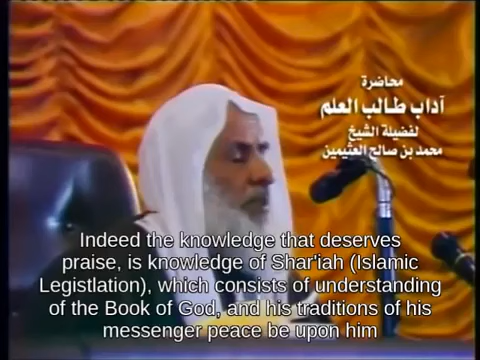 محاضرة
آداب طالب العلم
لفضيلة الشيخ
محمد بن صالح العثيمين
Indeed the knowledge that deserves
praise, is knowledge of Shar'iah (Islamic
Legistlation), which consists of understanding
of the Book of God, and his traditions of his
messenger peace be upon him